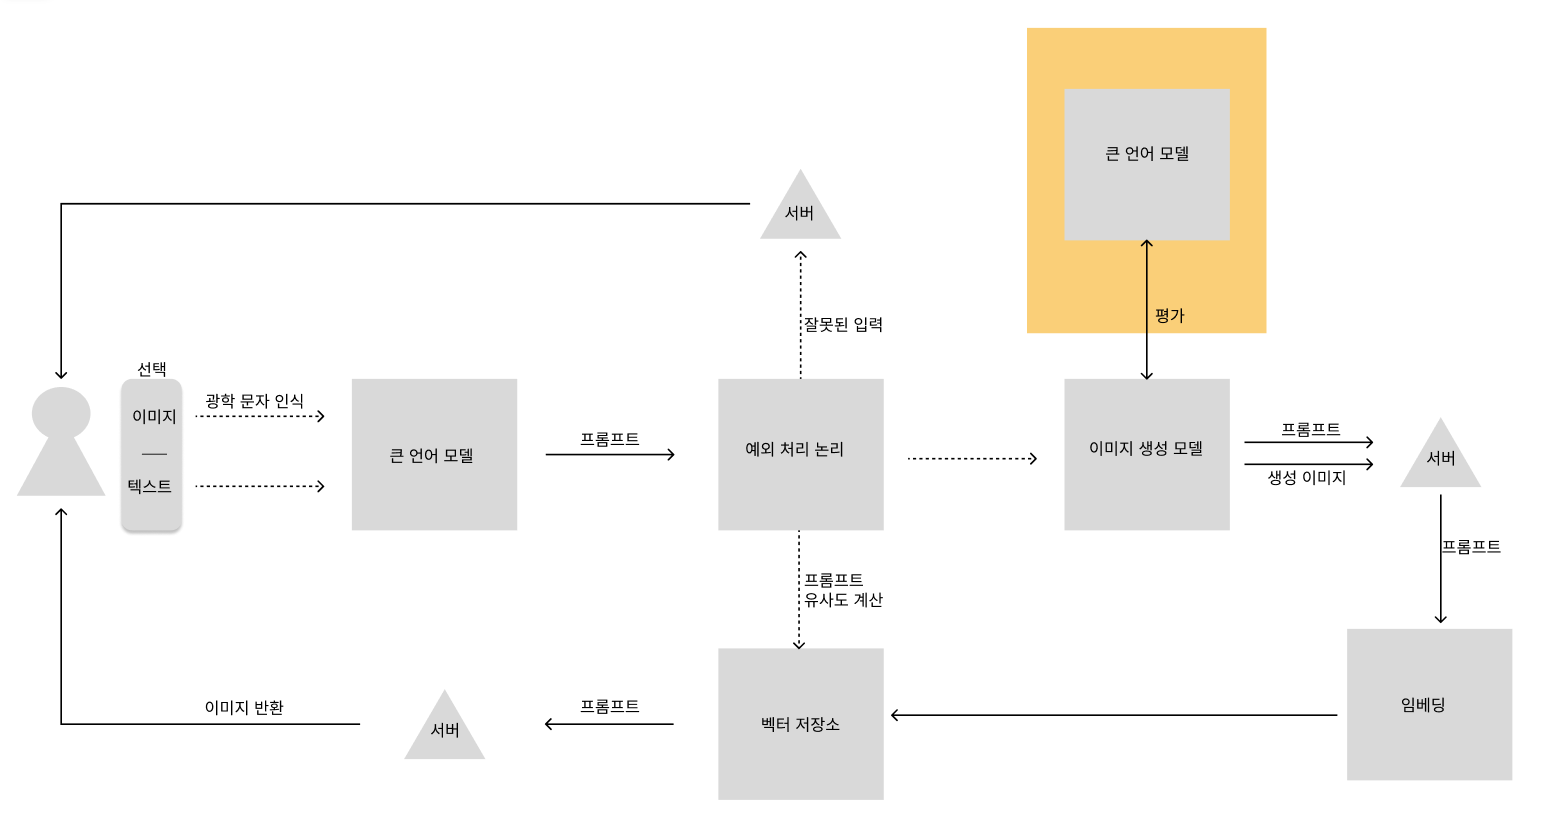 큰 언어 모델
서버
평가
잘못된 입력
선택
이미지
텍스트
광학 문자 인식
큰 언어 모델
프롬프트
예외 처리 논리
이미지 생성 모델
프롬프트
생성 이미지
서버
프롬프트
프롬프트
유사도 계산
이미지 반환
서버
프롬프트
벡터 저장소
임베딩